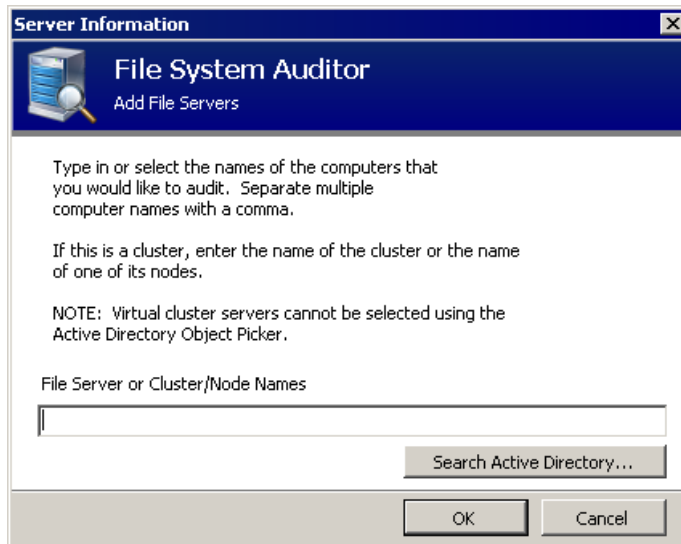 Server Information
File System Auditor
Add File Servers
Type in or select the names of the computers that
you would like to audit.  Separate multiple
computer names with a comma.
If this is a cluster, enter the name of the cluster or the name
of one of its nodes.
NOTE:  Virtual cluster servers cannot be selected using the
Active Directory Object Picker.
File Server or Cluster/Node Names
Search Active Directory...
OK
Cancel